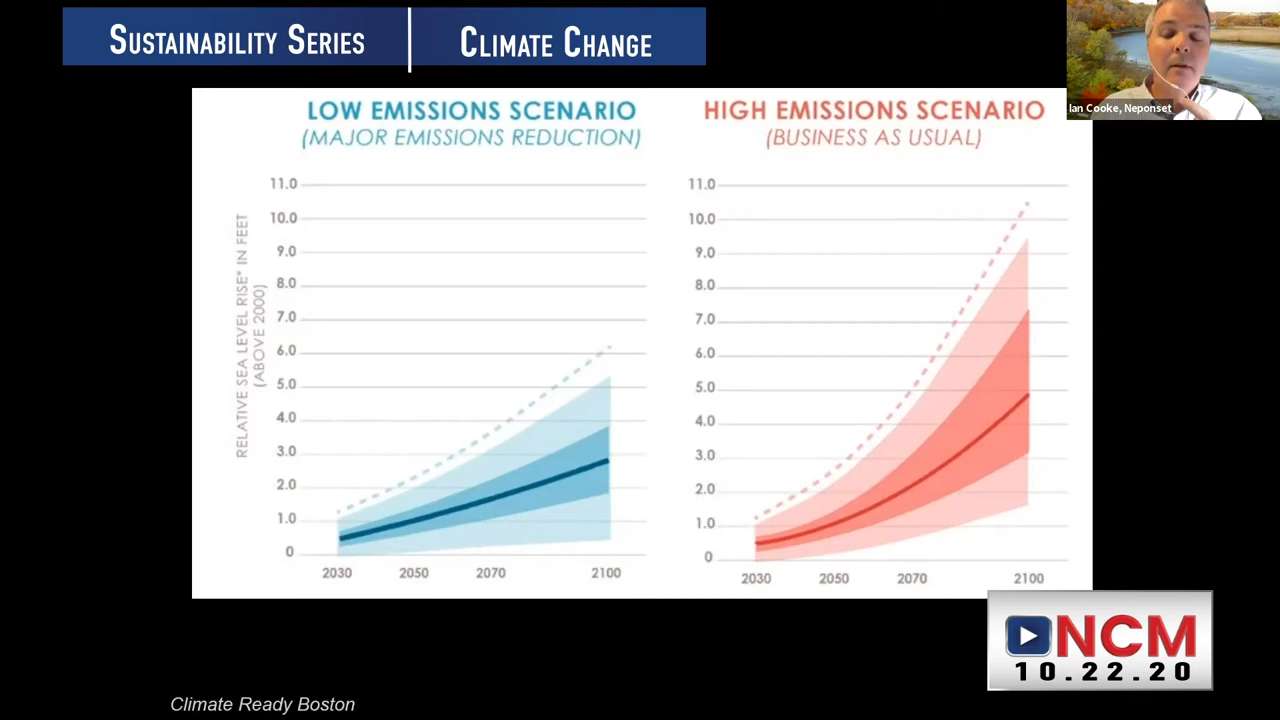 SUSTAINABILITY SERIES
CLIMATE CHANGE
Ian Cooke, Neponset
LOW EMISSIONS SCENARIO
(MAJOR EMISSIONS REDUCTION)
HIGH EMISSIONS SCENARIO
(BUSINESS AS USUAL)
RELATIVE SEA LEVEL RISE* IN FEET
(ABOVE 2000)
11.0
10.0
9.0
8.0
7.0
6.0
5.0
4.0
3.0
2.0
1.0
0
2030 2050 2070 2100
11.0
10.0
9.0
8.0
7.0
6.0
5.0
4.0
3.0
2.0
1.0
0
2030 2050 2070 2100
NCM
10.22.20
Climate Ready Boston